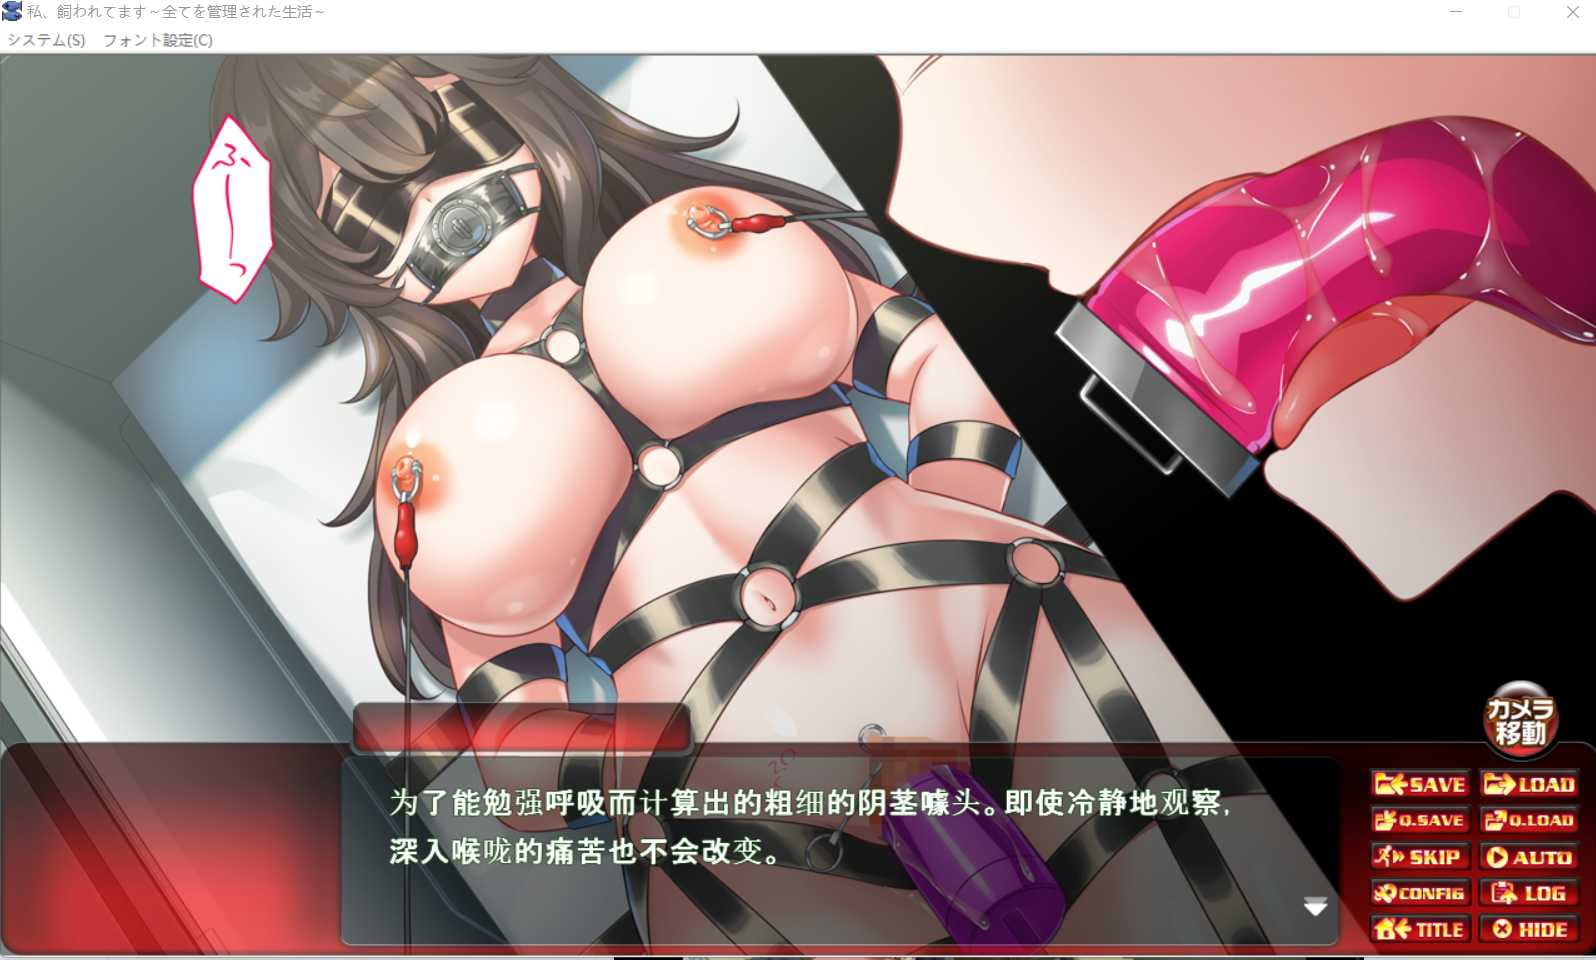 私、飼われてます～全てを管理された生活～
システム(S) フォント設定(C)
ふーっ
カメラ
移動
为了能勉强呼吸而计算出的粗细的阴茎噱头。即使冷静地观察,
深入喉咙的痛苦也不会改变。
SAVE LOAD
Q.SAVE Q.LOAD
SKIP AUTO
CONFIG LOG
TITLE HIDE